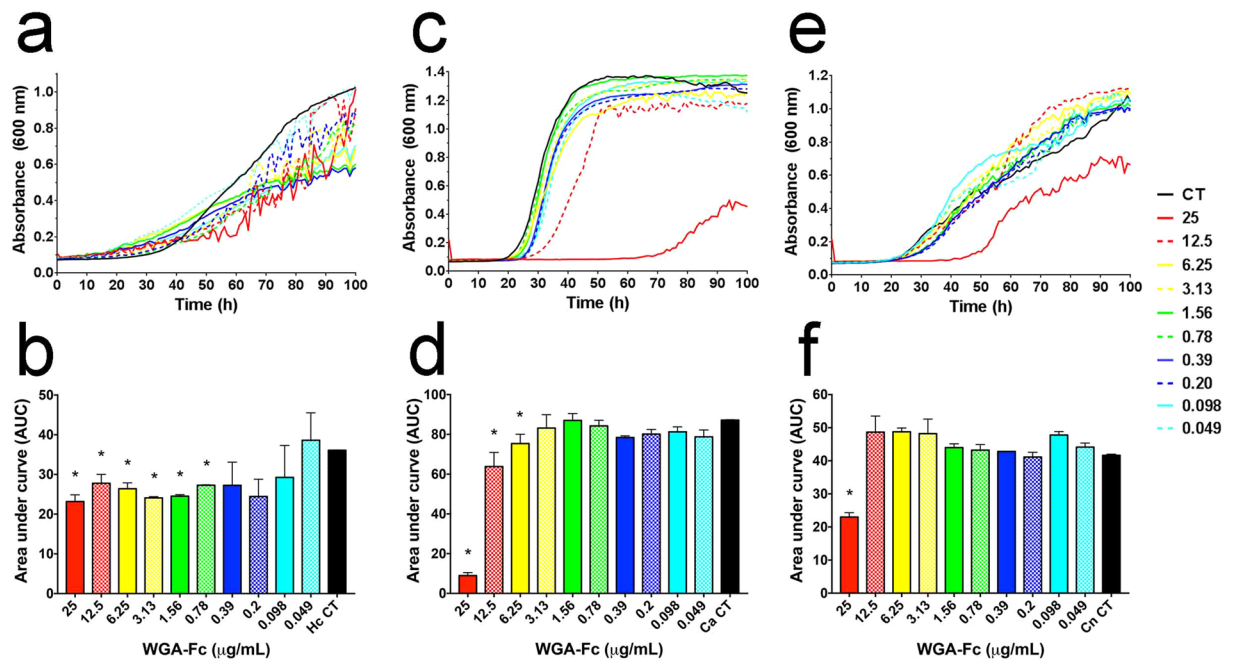 a
c
e
Absorbance (600 nm)
1.0
0.8
0.6
0.4
0.2
0.0
0 10 20 30 40 50 60 70 80 90 100
Time (h)
Absorbance (600 nm)
1.4
1.2
1.0
0.8
0.6
0.4
0.2
0.0
0 10 20 30 40 50 60 70 80 90 100
Time (h)
Absorbance (600 nm)
1.2
1.0
0.8
0.6
0.4
0.2
0.0
0 10 20 30 40 50 60 70 80 90 100
Time (h)
CT
25
12.5
6.25
3.13
1.56
0.78
0.39
0.20
0.098
0.049
b
d
f
Area under curve (AUC)
50
40
30
20
10
0
* * * * * *
25 12.5 6.25 3.13 1.56 0.78 0.39 0.2 0.098 0.049 Hc CT
WGA-Fc (μg/mL)
Area under curve (AUC)
100
80
60
40
20
0
* * *
25 12.5 6.25 3.13 1.56 0.78 0.39 0.2 0.098 0.049 Ca CT
WGA-Fc (μg/mL)
Area under curve (AUC)
60
50
40
30
20
10
0
*
25 12.5 6.25 3.13 1.56 0.78 0.39 0.2 0.098 0.049 Cn CT
WGA-Fc (μg/mL)